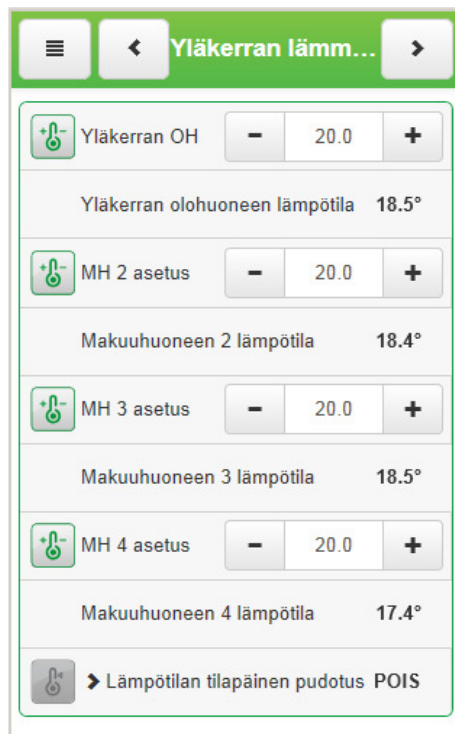 Yläkerran lämm...
Yläkerran OH - 20.0 +
Yläkerran olohuoneen lämpötila 18.5°
MH 2 asetus - 20.0 +
Makuuhuoneen 2 lämpötila 18.4°
MH 3 asetus - 20.0 +
Makuuhuoneen 3 lämpötila 18.5°
MH 4 asetus - 20.0 +
Makuuhuoneen 4 lämpötila 17.4°
Lämpötilan tilapäinen pudotus POIS